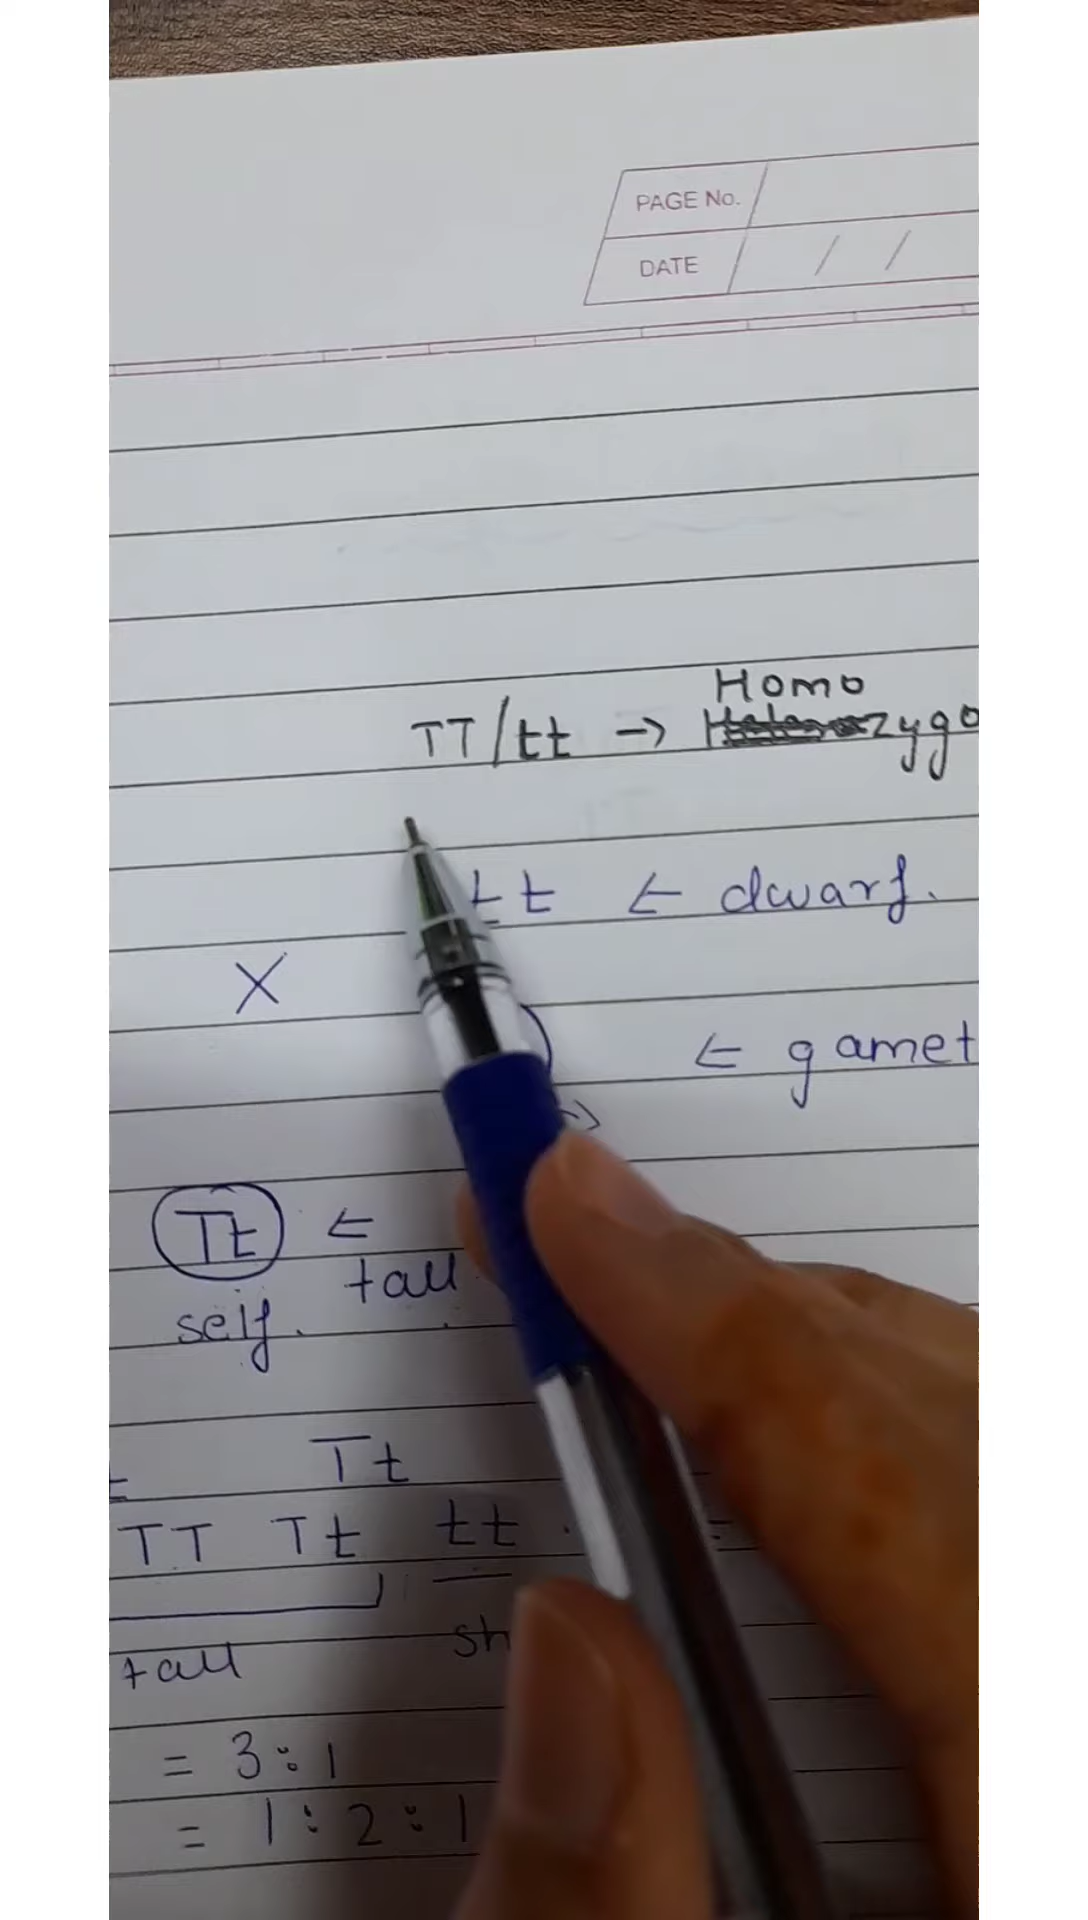 PAGE No.
DATE / /
Homo
TT/tt → zygo
tt ← dwarf.
X
← gamet
Tt ←
tall
self.
Tt
TT Tt tt .
tall sh
= 3:1
= 1:2:1